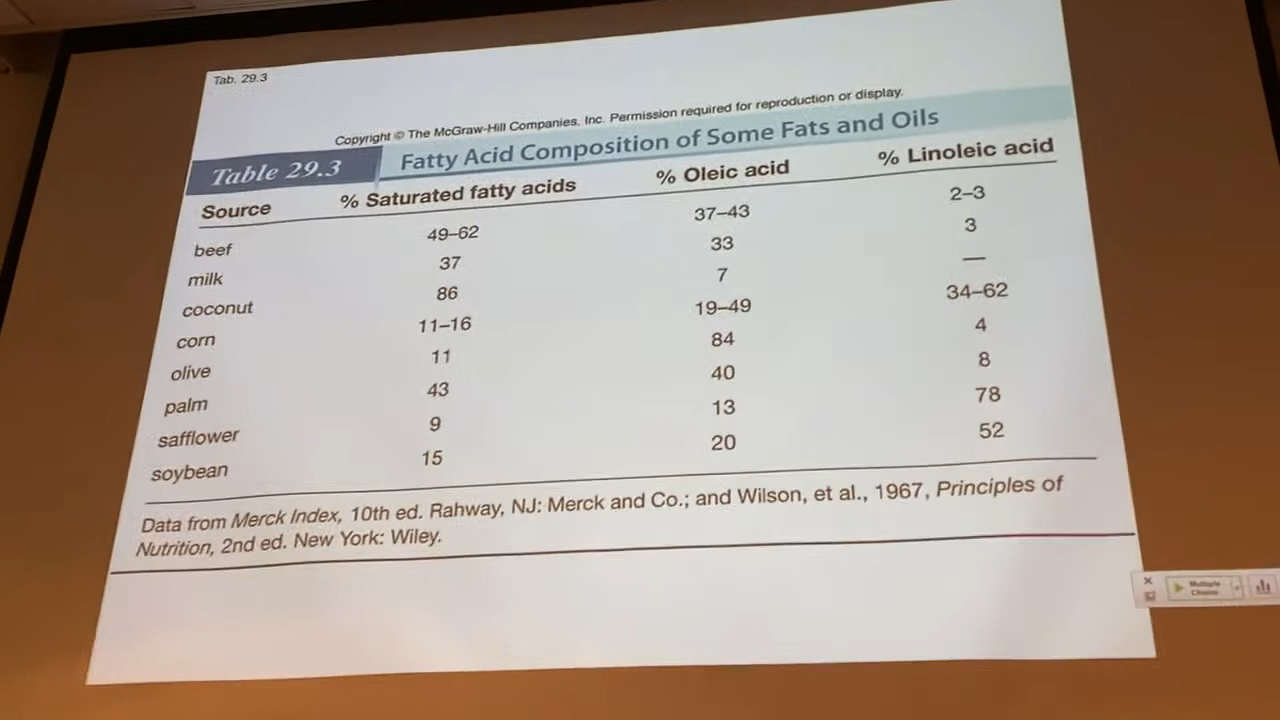 Tab. 29.3
Copyright © The McGraw-Hill Companies, Inc. Permission required for reproduction or display.
Table 29.3 Fatty Acid Composition of Some Fats and Oils
Source % Saturated fatty acids % Oleic acid % Linoleic acid
beef 49–62 37–43 2–3
milk 37 33 3
coconut 86 7 —
corn 11–16 19–49 34–62
olive 11 84 4
palm 43 40 8
safflower 9 13 78
soybean 15 20 52
Data from Merck Index, 10th ed. Rahway, NJ: Merck and Co.; and Wilson, et al., 1967, Principles of
Nutrition, 2nd ed. New York: Wiley.
Multiple
Choice